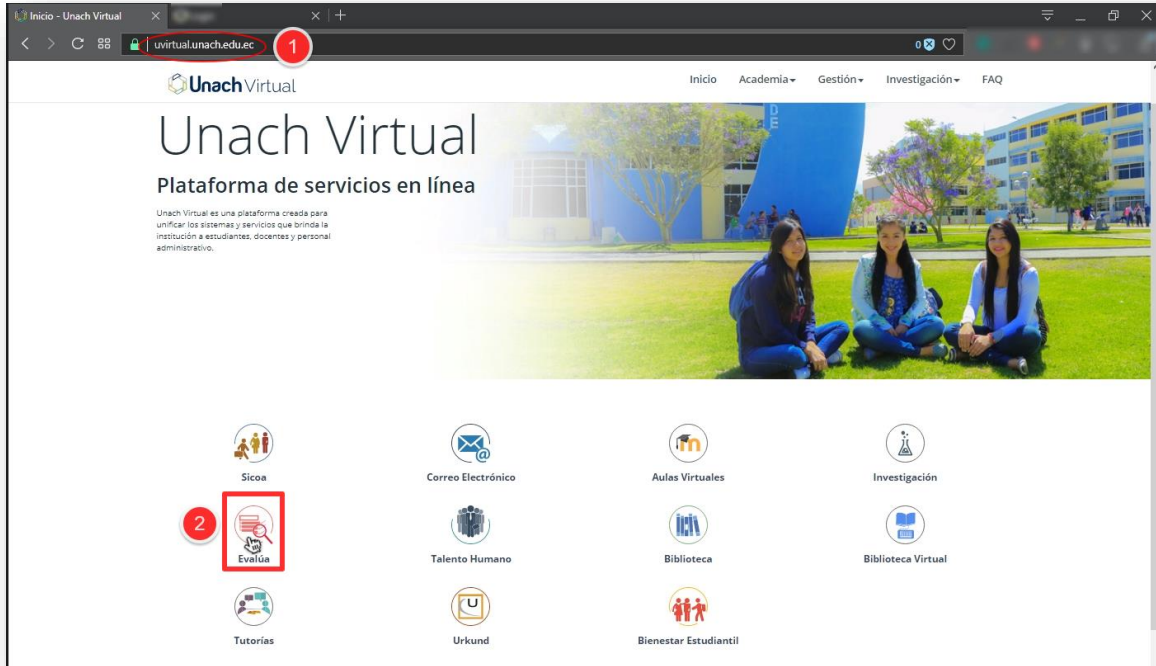 Inicio - Unach Virtual
uvirtual.unach.edu.ec
1
0
Unach Virtual
Inicio Academia Gestión Investigación FAQ
Unach Virtual
Plataforma de servicios en línea
Unach Virtual es una plataforma creada para
unificar los sistemas y servicios que brinda la
institución a estudiantes, docentes y personal
administrativo.
DE
Sicoa Correo Electrónico Aulas Virtuales Investigación
2
Evalúa Talento Humano Biblioteca Biblioteca Virtual
Tutorías Urkund Bienestar Estudiantil